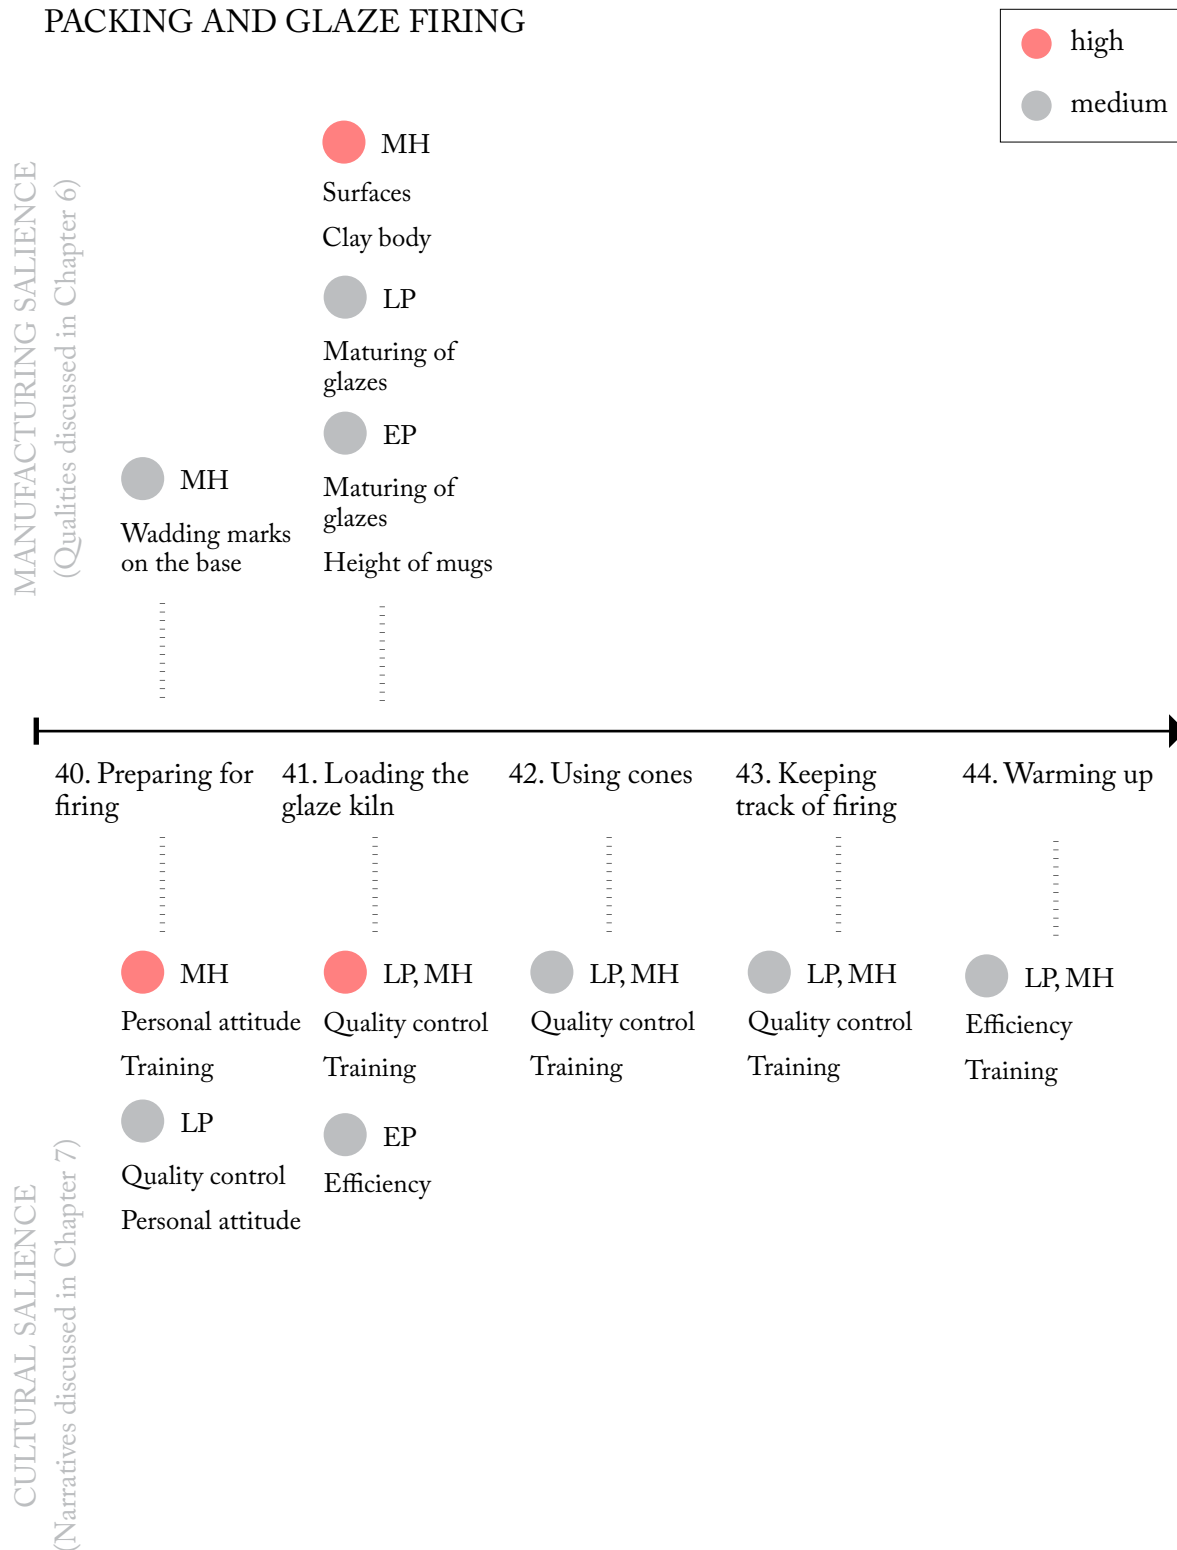 PACKING AND GLAZE FIRING
high
medium
MANUFACTURING SALIENCE
(Qualities discussed in Chapter 6)
MH
Surfaces
Clay body
LP
Maturing of
glazes
EP
Maturing of
glazes
Height of mugs
MH
Wadding marks
on the base
40. Preparing for
firing
41. Loading the
glaze kiln
42. Using cones
43. Keeping
track of firing
44. Warming up
CULTURAL SALIENCE
(Narratives discussed in Chapter 7)
MH
Personal attitude
Training
LP
Quality control
Personal attitude
LP, MH
Quality control
Training
EP
Efficiency
LP, MH
Quality control
Training
LP, MH
Quality control
Training
LP, MH
Efficiency
Training